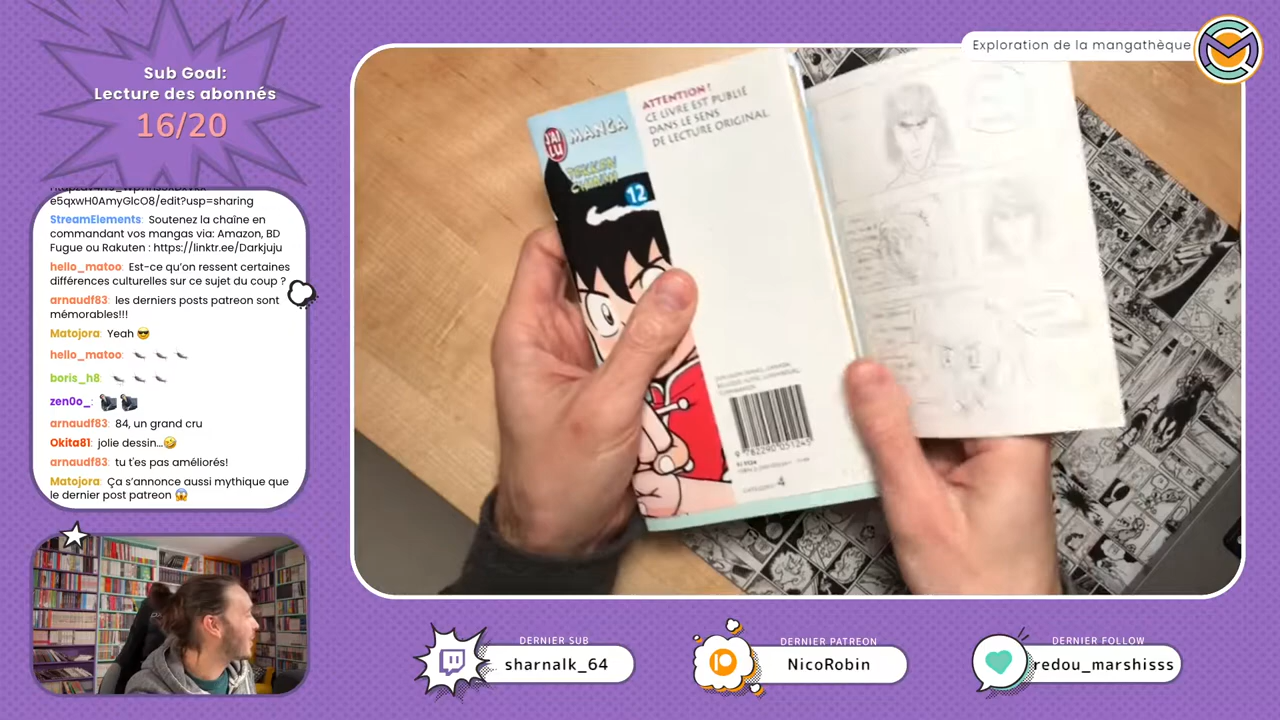 Sub Goal:
Lecture des abonnés
16/20
e5qxwH0AmyGlcO8/edit?usp=sharing
StreamElements: Soutenez la chaîne en
commandant vos mangas via: Amazon, BD
Fugue ou Rakuten : https://linktr.ee/Darkjuju
hello_matoo: Est-ce qu'on ressent certaines
différences culturelles sur ce sujet du coup ?
arnaudf83: les derniers posts patreon sont
mémorables!!!
Matojora: Yeah 😎
hello_matoo:
boris_h8:
zen0o_:
arnaudf83: 84, un grand cru
Okita81: jolie dessin...🤣
arnaudf83: tu t'es pas améliorés!
Matojora: Ça s'annonce aussi mythique que
le dernier post patreon 😱
Exploration de la mangathèque
J'AI LU
MANGA
12
ATTENTION !
CE LIVRE EST PUBLIÉ
DANS LE SENS
DE LECTURE ORIGINAL.
DERNIER SUB
sharnalk_64
DERNIER PATREON
NicoRobin
DERNIER FOLLOW
redou_marshisss